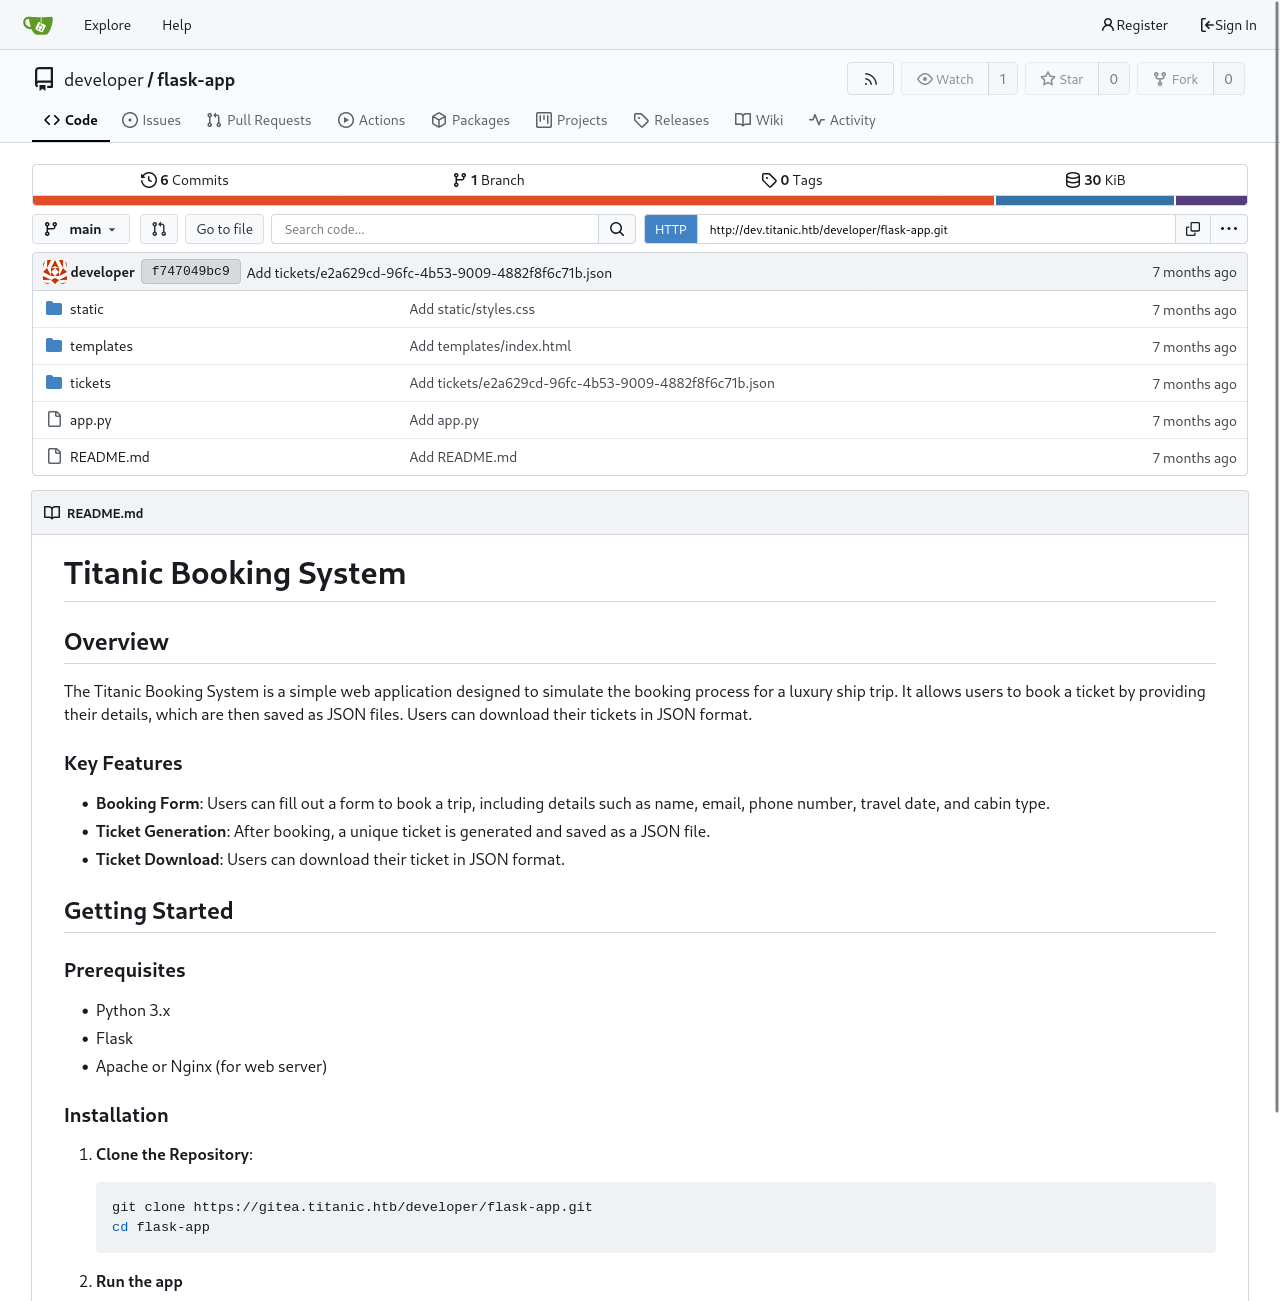 Explore Help Register Sign In
developer / flask-app Watch 1 Star 0 Fork 0
Code Issues Pull Requests Actions Packages Projects Releases Wiki Activity
6 Commits 1 Branch 0 Tags 30 KiB
main Go to file Search code... HTTP http://dev.titanic.htb/developer/flask-app.git
developer f747049bc9 Add tickets/e2a629cd-96fc-4b53-9009-4882f8f6c71b.json 7 months ago
static Add static/styles.css 7 months ago
templates Add templates/index.html 7 months ago
tickets Add tickets/e2a629cd-96fc-4b53-9009-4882f8f6c71b.json 7 months ago
app.py Add app.py 7 months ago
README.md Add README.md 7 months ago
README.md
Titanic Booking System
Overview
The Titanic Booking System is a simple web application designed to simulate the booking process for a luxury ship trip. It allows users to book a ticket by providing
their details, which are then saved as JSON files. Users can download their tickets in JSON format.
Key Features
• Booking Form: Users can fill out a form to book a trip, including details such as name, email, phone number, travel date, and cabin type.
• Ticket Generation: After booking, a unique ticket is generated and saved as a JSON file.
• Ticket Download: Users can download their ticket in JSON format.
Getting Started
Prerequisites
• Python 3.x
• Flask
• Apache or Nginx (for web server)
Installation
1. Clone the Repository:
git clone https://gitea.titanic.htb/developer/flask-app.git
cd flask-app
2. Run the app